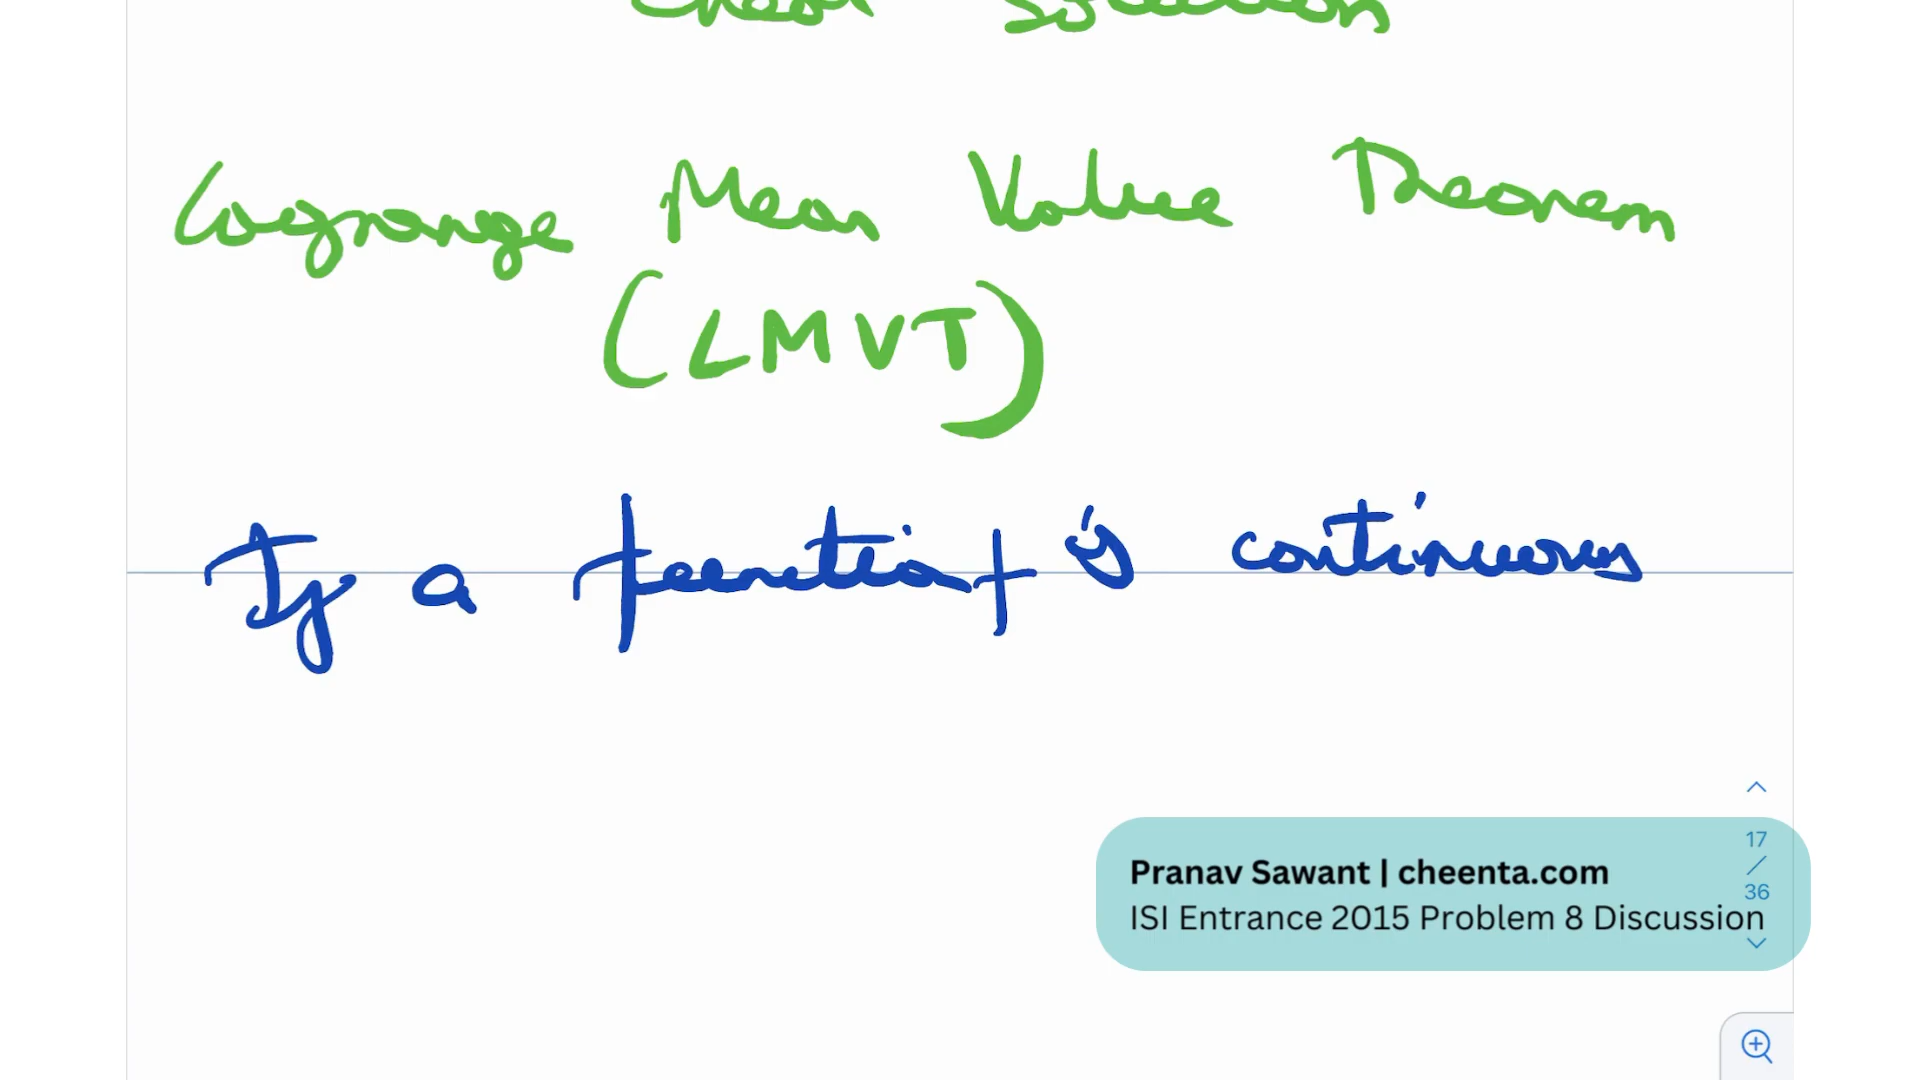 Lagrange Mean Value Theorem
(LMVT)
If a function f is continuous
17
/
36
Pranav Sawant | cheenta.com
ISI Entrance 2015 Problem 8 Discussion